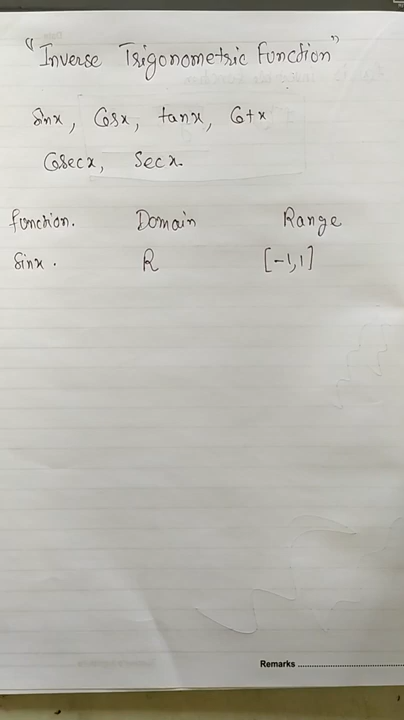 "Inverse Trigonometric Function"
Sinx, Cosx, tanx, Cotx
Cosecx, Secx.
function. Domain Range
Sinx. R [-1,1]
Remarks